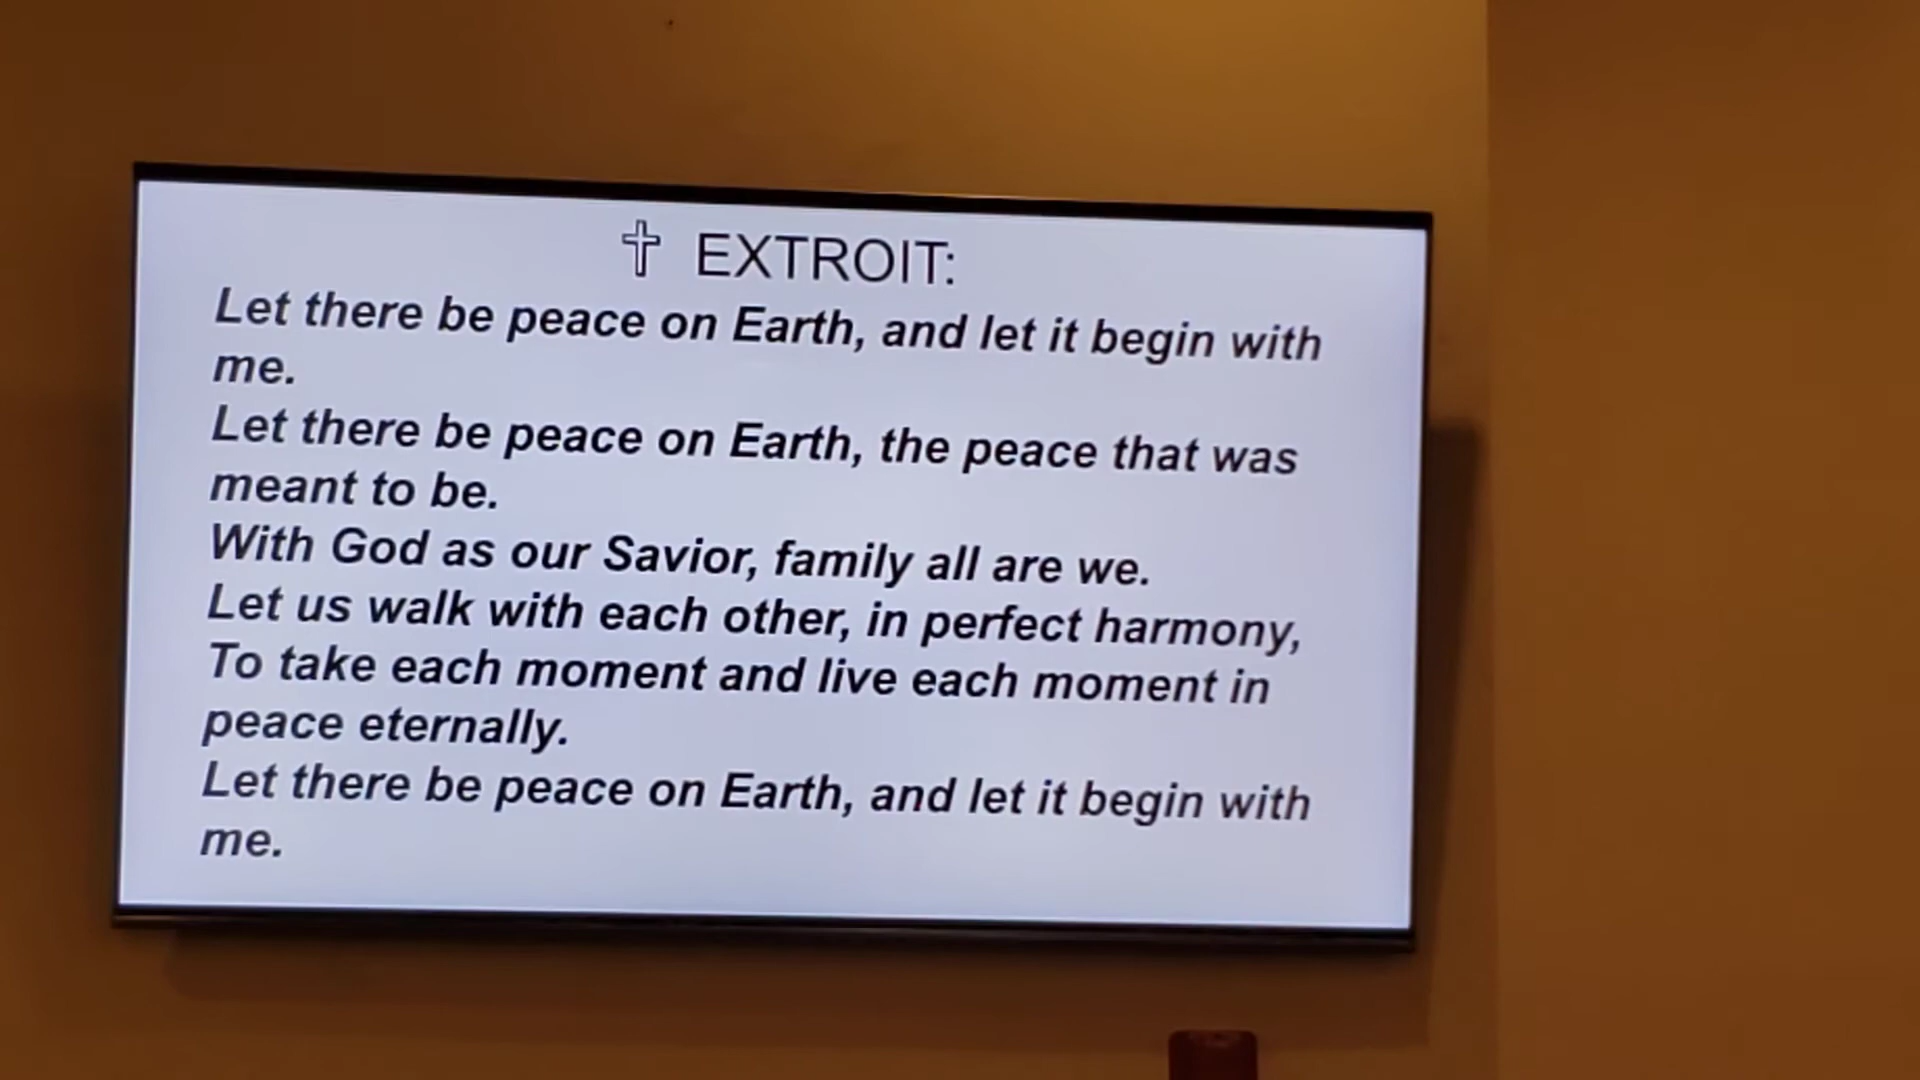 ✞ EXTROIT:
Let there be peace on Earth, and let it begin with
me.
Let there be peace on Earth, the peace that was
meant to be.
With God as our Savior, family all are we.
Let us walk with each other, in perfect harmony,
To take each moment and live each moment in
peace eternally.
Let there be peace on Earth, and let it begin with
me.